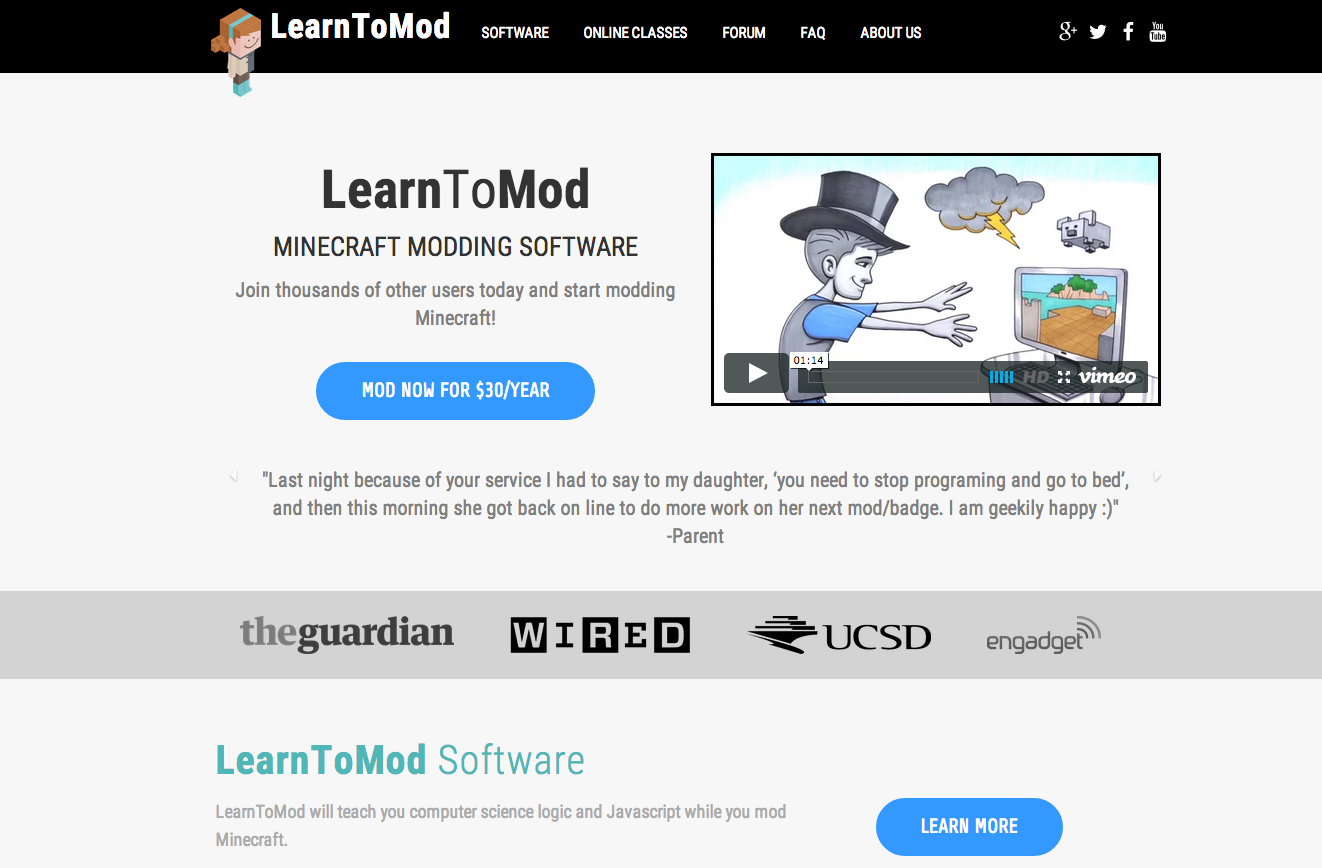 LearnToMod
SOFTWARE
ONLINE CLASSES
FORUM
FAQ
ABOUT US
g+
You
Tube
LearnToMod
MINECRAFT MODDING SOFTWARE
Join thousands of other users today and start modding
Minecraft!
MOD NOW FOR $30/YEAR
01:14
HD
vimeo
"Last night because of your service I had to say to my daughter, ‘you need to stop programing and go to bed’,
and then this morning she got back on line to do more work on her next mod/badge. I am geekily happy :)"
-Parent
theguardian
WIRED
UCSD
engadget
LearnToMod Software
LearnToMod will teach you computer science logic and Javascript while you mod
Minecraft.
LEARN MORE